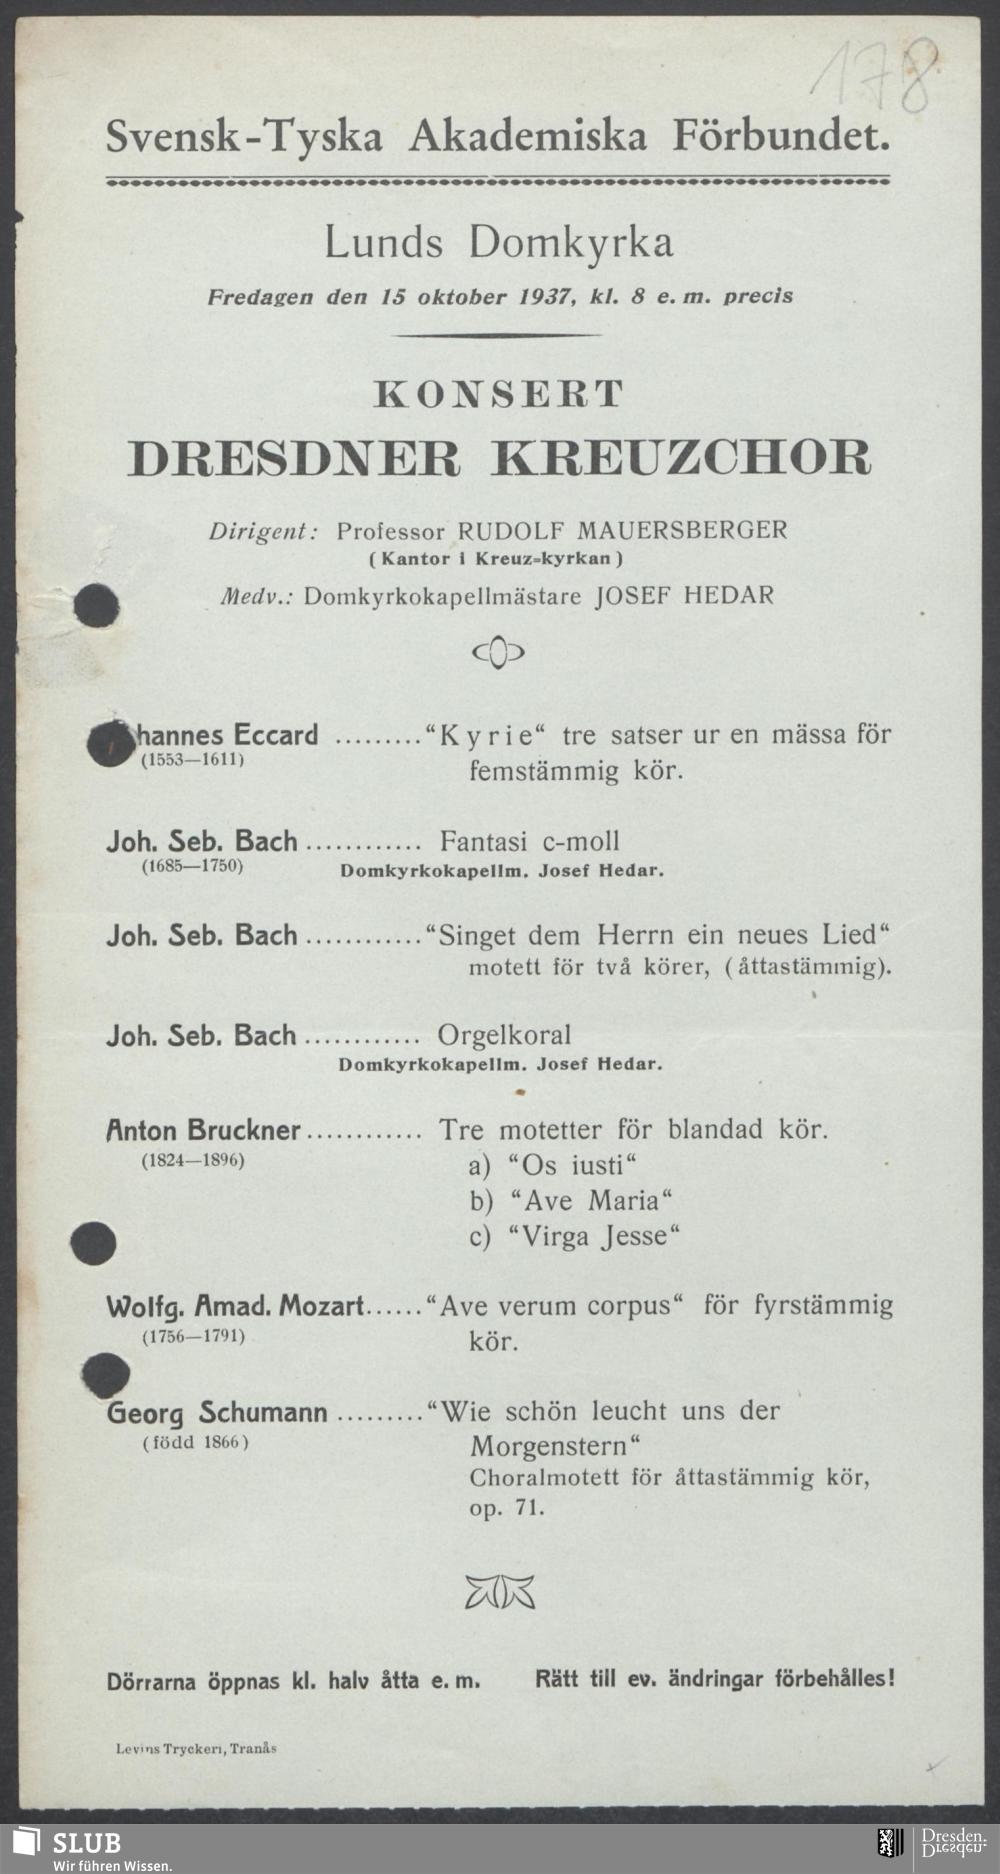 178
Svensk-Tyska Akademiska Förbundet.
Lunds Domkyrka
Fredagen den 15 oktober 1937, kl. 8 e. m. precis
KONSERT
DRESDNER KREUZCHOR
Dirigent: Professor RUDOLF MAUERSBERGER
(Kantor i Kreuz-kyrkan)
Medv.: Domkyrkokapellmästare JOSEF HEDAR
hannes Eccard ......... “Kyrie“ tre satser ur en mässa för
(1553—1611)
femstämmig kör.
Joh. Seb. Bach ............ Fantasi c-moll
(1685—1750) Domkyrkokapellm. Josef Hedar.
Joh. Seb. Bach ............ “Singet dem Herrn ein neues Lied“
motett för två körer, (åttastämmig).
Joh. Seb. Bach ............ Orgelkoral
Domkyrkokapellm. Josef Hedar.
Anton Bruckner ............ Tre motetter för blandad kör.
(1824—1896) a) “Os iusti“
b) “Ave Maria“
c) “Virga Jesse“
Wolfg. Amad. Mozart...... “Ave verum corpus“ för fyrstämmig
(1756—1791) kör.
Georg Schumann ......... “Wie schön leucht uns der
(född 1866) Morgenstern“
Choralmotett för åttastämmig kör,
op. 71.
Dörrarna öppnas kl. halv åtta e. m. Rätt till ev. ändringar förbehålles!
Levins Tryckeri, Tranås
SLUB
Wir führen Wissen.
Dresden.
Dresden.